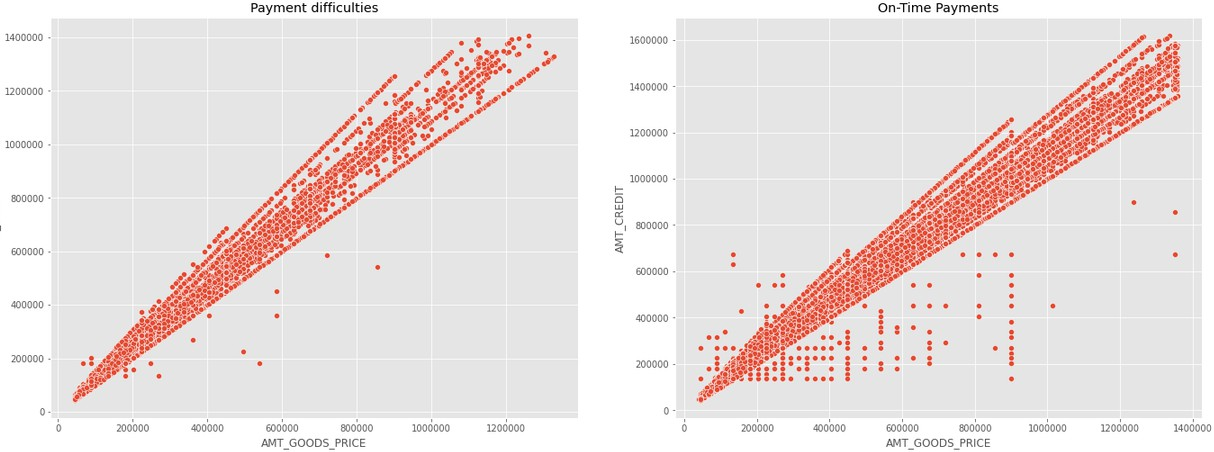 Payment difficulties
1400000
1200000
1000000
800000
600000
400000
200000
0
0 200000 400000 600000 800000 1000000 1200000
AMT_GOODS_PRICE
On-Time Payments
AMT_CREDIT
1600000
1400000
1200000
1000000
800000
600000
400000
200000
0
0 200000 400000 600000 800000 1000000 1200000 1400000
AMT_GOODS_PRICE